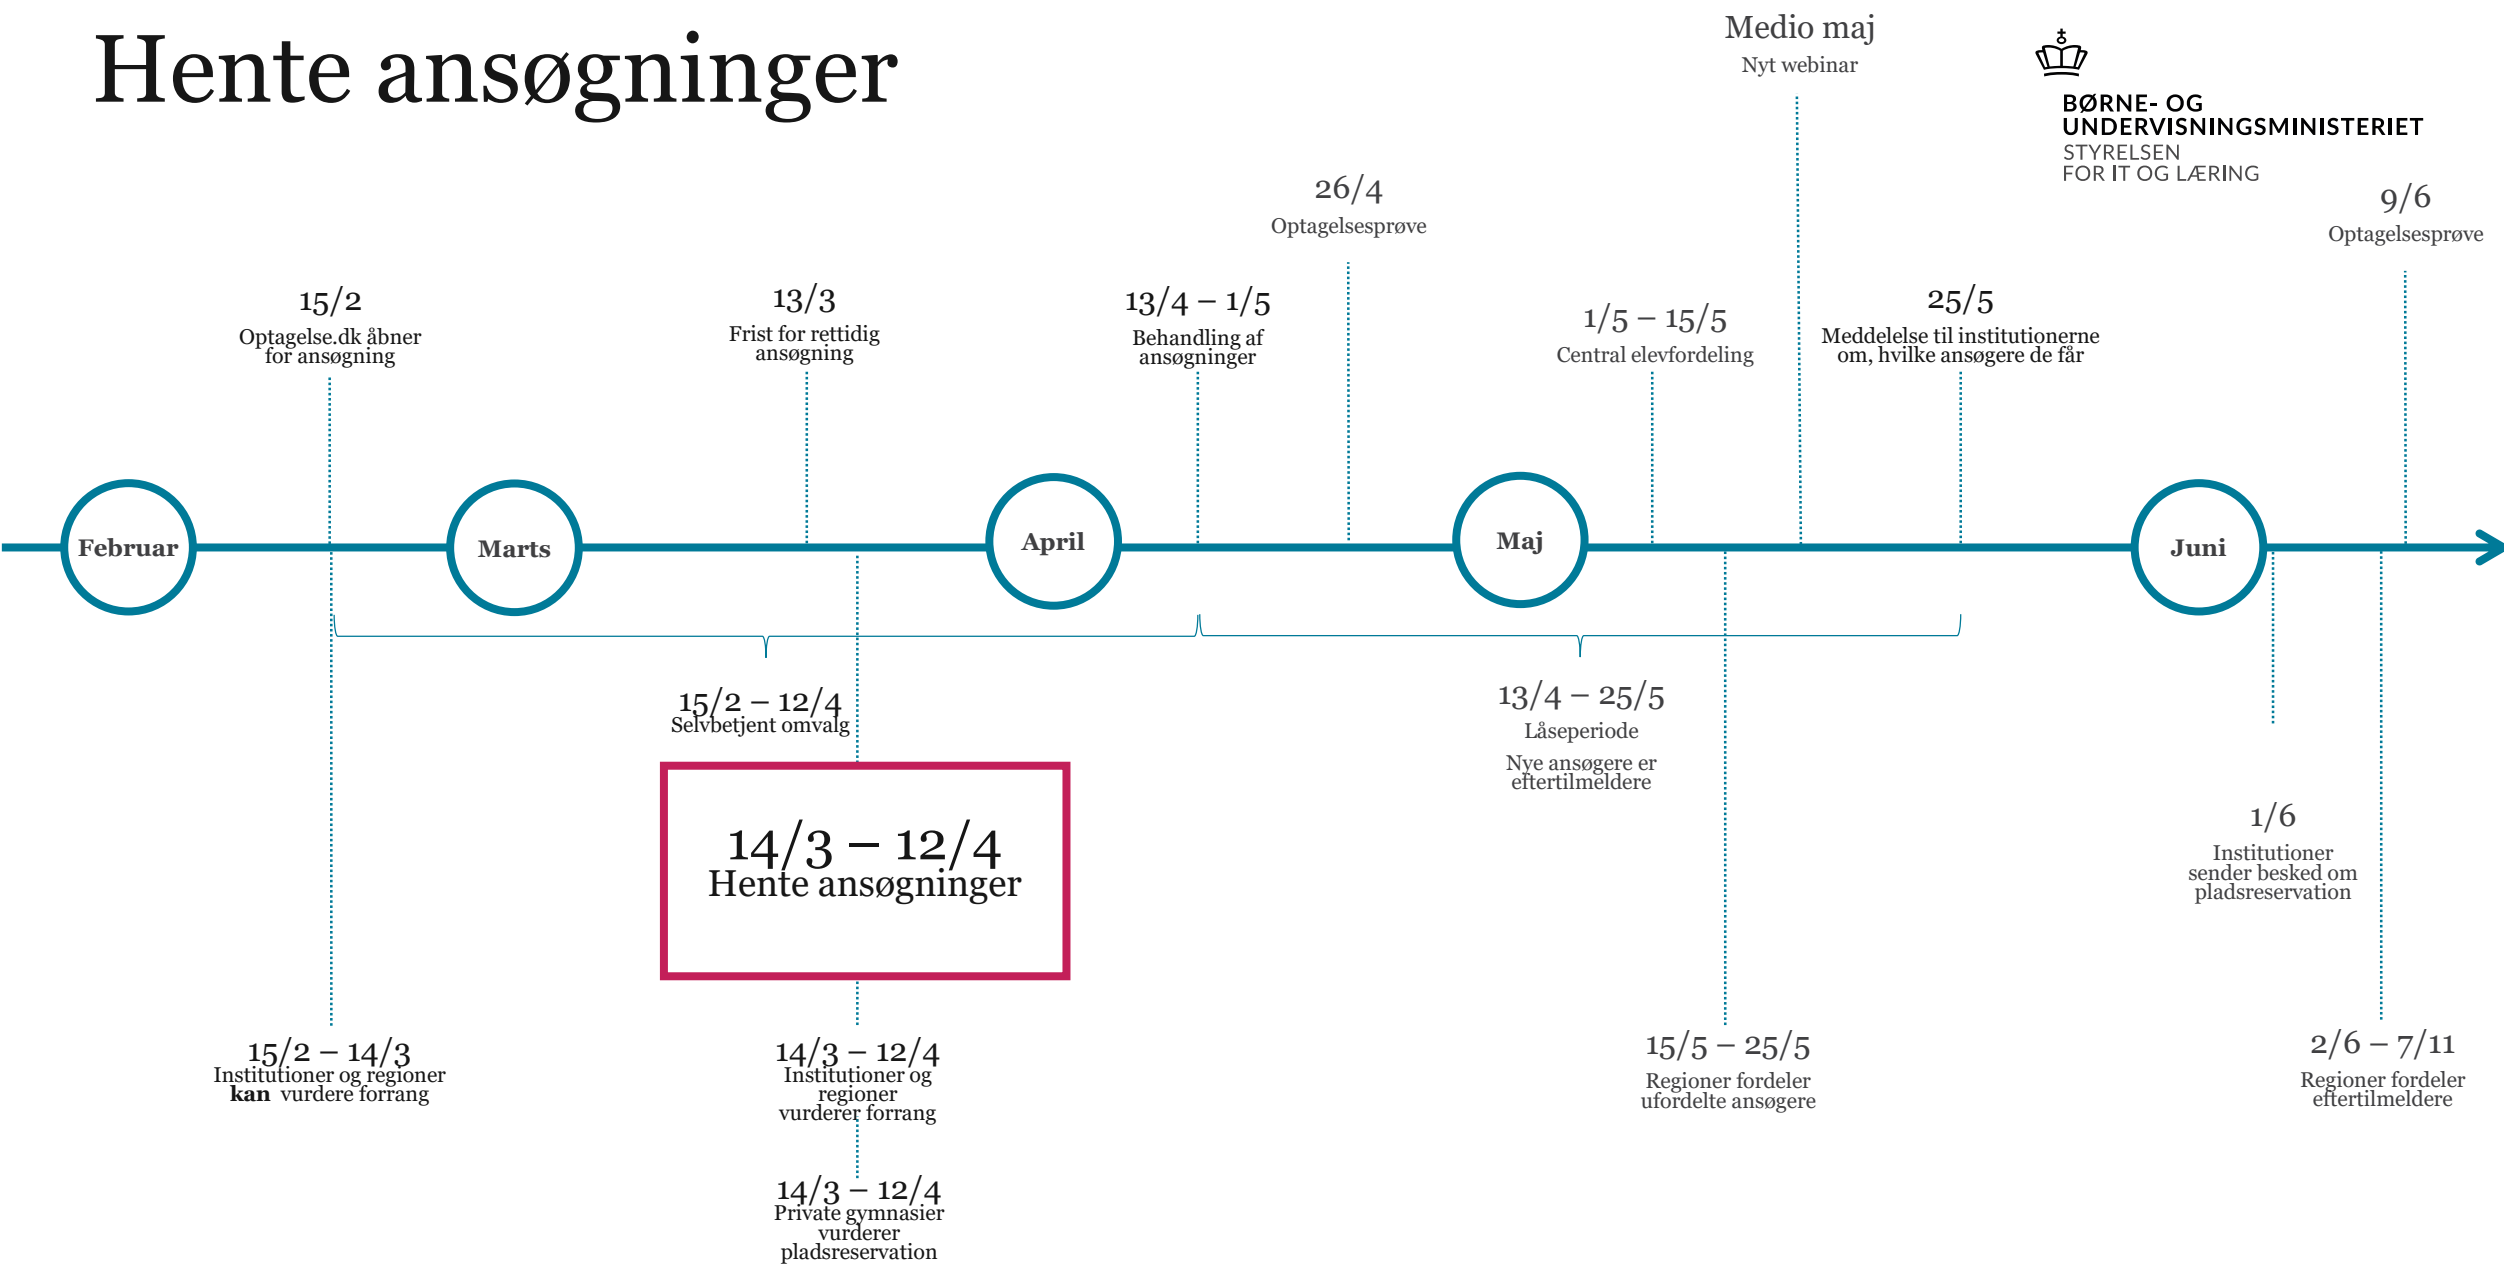 Hente ansøgninger
Medio maj
Nyt webinar
BØRNE- OG
UNDERVISNINGSMINISTERIET
STYRELSEN
FOR IT OG LÆRING
26/4
Optagelsesprøve
9/6
Optagelsesprøve
15/2
Optagelse.dk åbner
for ansøgning
13/3
Frist for rettidig
ansøgning
13/4 – 1/5
Behandling af
ansøgninger
1/5 – 15/5
Central elevfordeling
25/5
Meddelelse til institutionerne
om, hvilke ansøgere de får
Februar
Marts
April
Maj
Juni
15/2 – 12/4
Selvbetjent omvalg
13/4 – 25/5
Låseperiode
Nye ansøgere er
eftertilmeldere
14/3 – 12/4
Hente ansøgninger
1/6
Institutioner
sender besked om
pladsreservation
15/2 – 14/3
Institutioner og regioner
kan vurdere forrang
14/3 – 12/4
Institutioner og
regioner
vurderer forrang
15/5 – 25/5
Regioner fordeler
ufordelte ansøgere
2/6 – 7/11
Regioner fordeler
eftertilmeldere
14/3 – 12/4
Private gymnasier
vurderer
pladsreservation